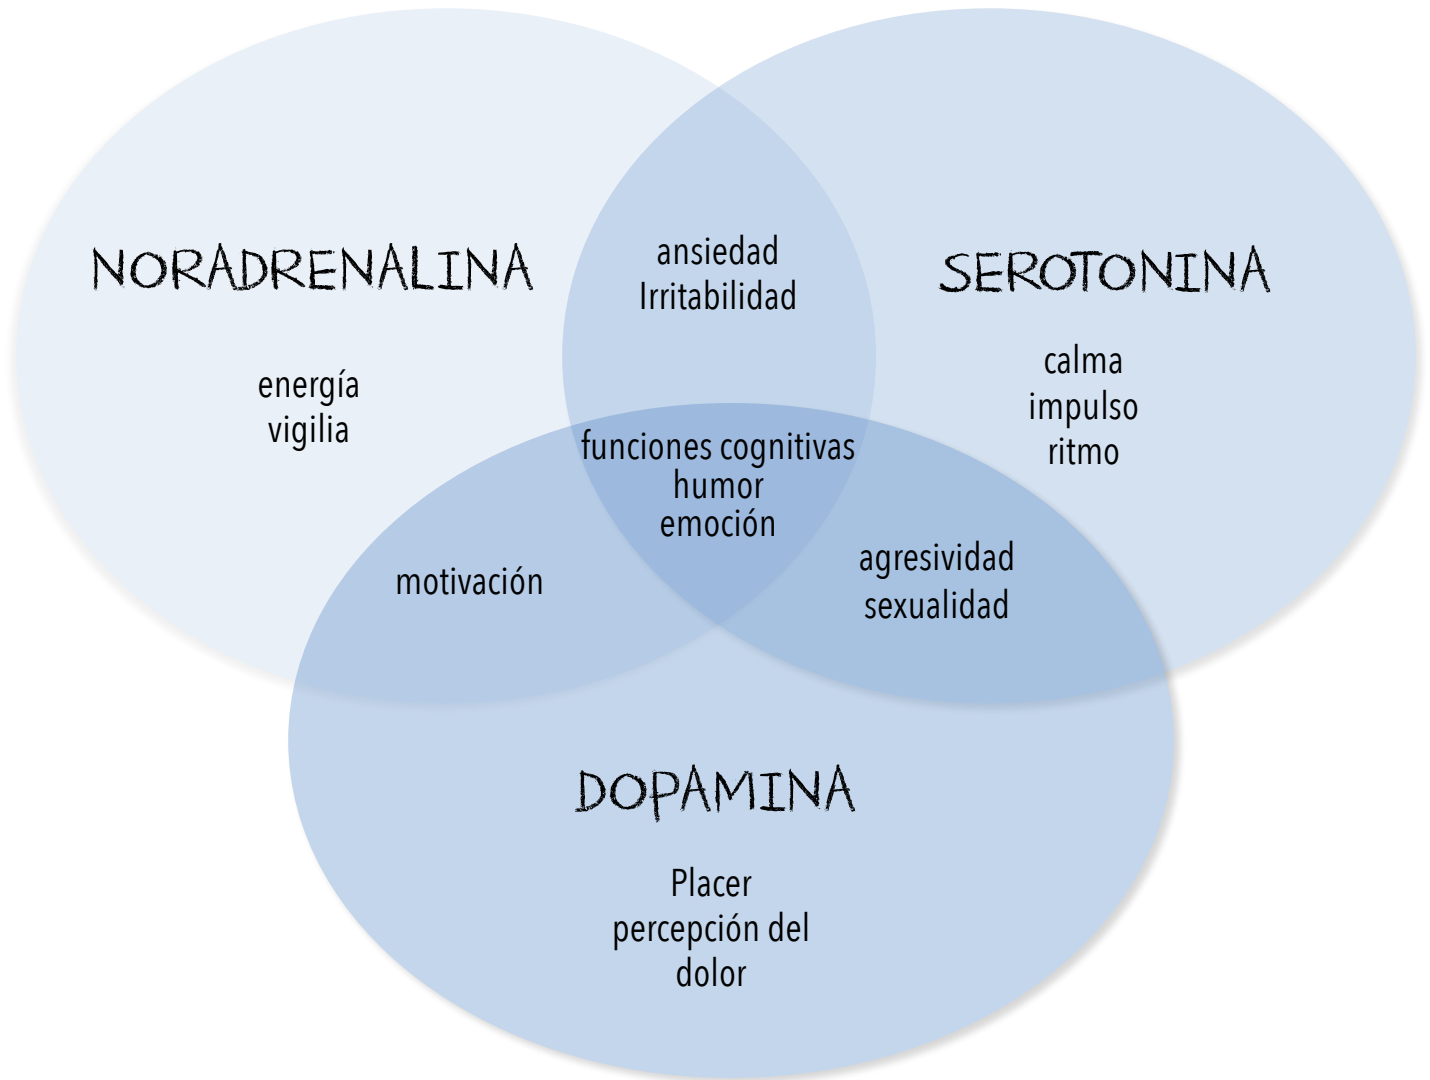 NORADRENALINA
energía
vigilia
ansiedad
Irritabilidad
SEROTONINA
calma
impulso
ritmo
funciones cognitivas
humor
emoción
motivación
agresividad
sexualidad
DOPAMINA
Placer
percepción del
dolor